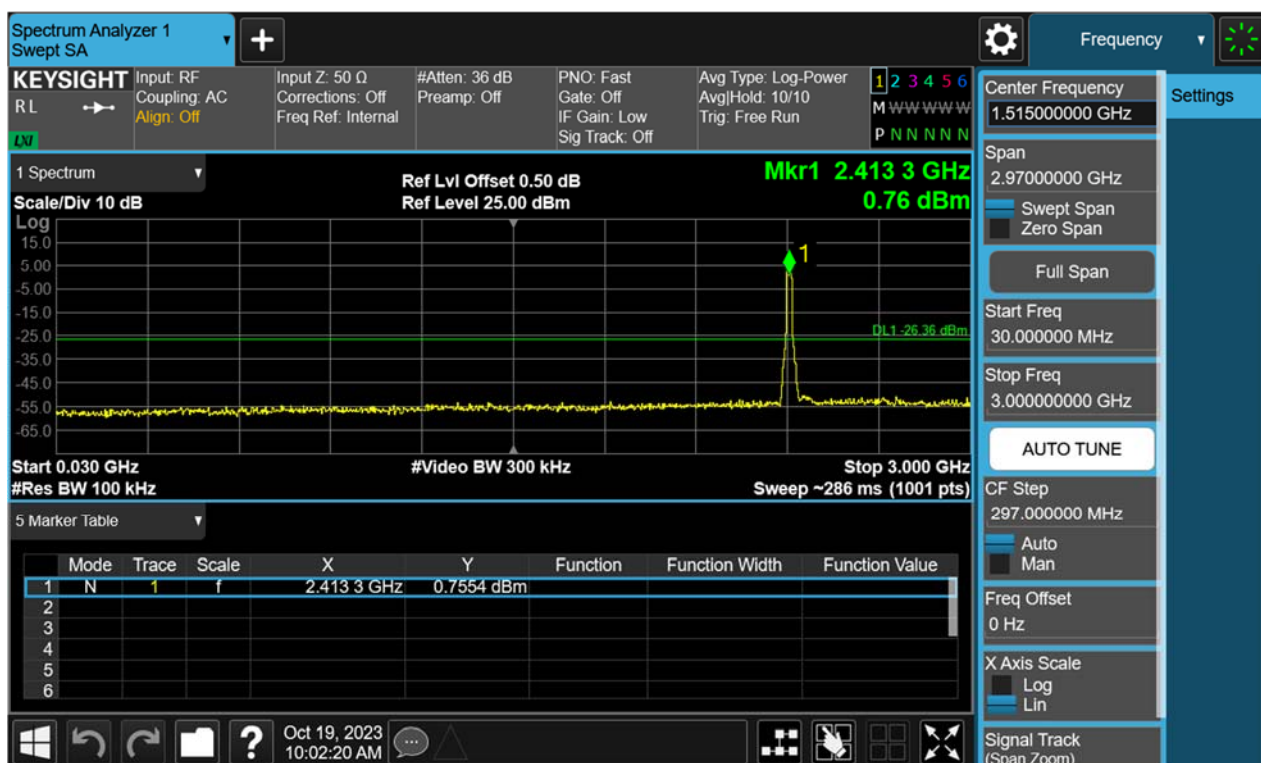 Spectrum Analyzer 1
Swept SA
Frequency
KEYSIGHT
Input: RF
Input Z: 50 Ω
#Atten: 36 dB
PNO: Fast
Avg Type: Log-Power
1 2 3 4 5 6
R L
Coupling: AC
Corrections: Off
Preamp: Off
Gate: Off
Avg|Hold: 10/10
M W W W W W
Align: Off
Freq Ref: Internal
IF Gain: Low
Trig: Free Run
LXI
Sig Track: Off
P N N N N N
1 Spectrum
Ref Lvl Offset 0.50 dB
Mkr1 2.413 3 GHz
Scale/Div 10 dB
Ref Level 25.00 dBm
0.76 dBm
Log
15.0
5.00
-5.00
-15.0
-25.0
-35.0
-45.0
-55.0
-65.0
1
DL1 -26.36 dBm
Start 0.030 GHz
#Video BW 300 kHz
Stop 3.000 GHz
#Res BW 100 kHz
Sweep ~286 ms (1001 pts)
5 Marker Table
Mode Trace Scale X Y Function Function Width Function Value
1 N 1 f 2.413 3 GHz 0.7554 dBm
2
3
4
5
6
Oct 19, 2023
10:02:20 AM
Center Frequency
1.515000000 GHz
Settings
Span
2.97000000 GHz
Swept Span
Zero Span
Full Span
Start Freq
30.000000 MHz
Stop Freq
3.000000000 GHz
AUTO TUNE
CF Step
297.000000 MHz
Auto
Man
Freq Offset
0 Hz
X Axis Scale
Log
Lin
Signal Track
(Span Zoom)